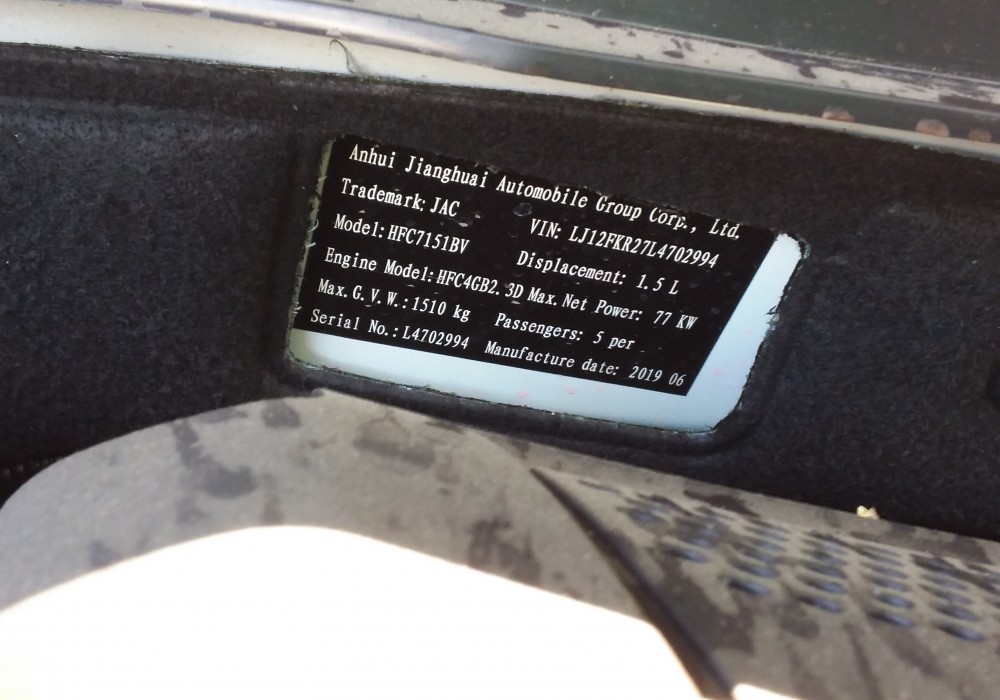 Anhui Jianghuai Automobile Group Corp., Ltd.
Trademark: JAC VIN: LJ12FKR27L4702994
Model: HFC7151BV Displacement: 1.5 L
Engine Model: HFC4GB2.3D Max. Net Power: 77 KW
Max. G. V. W.: 1510 kg Passengers: 5 per
Serial No.: L4702994 Manufacture date: 2019 06